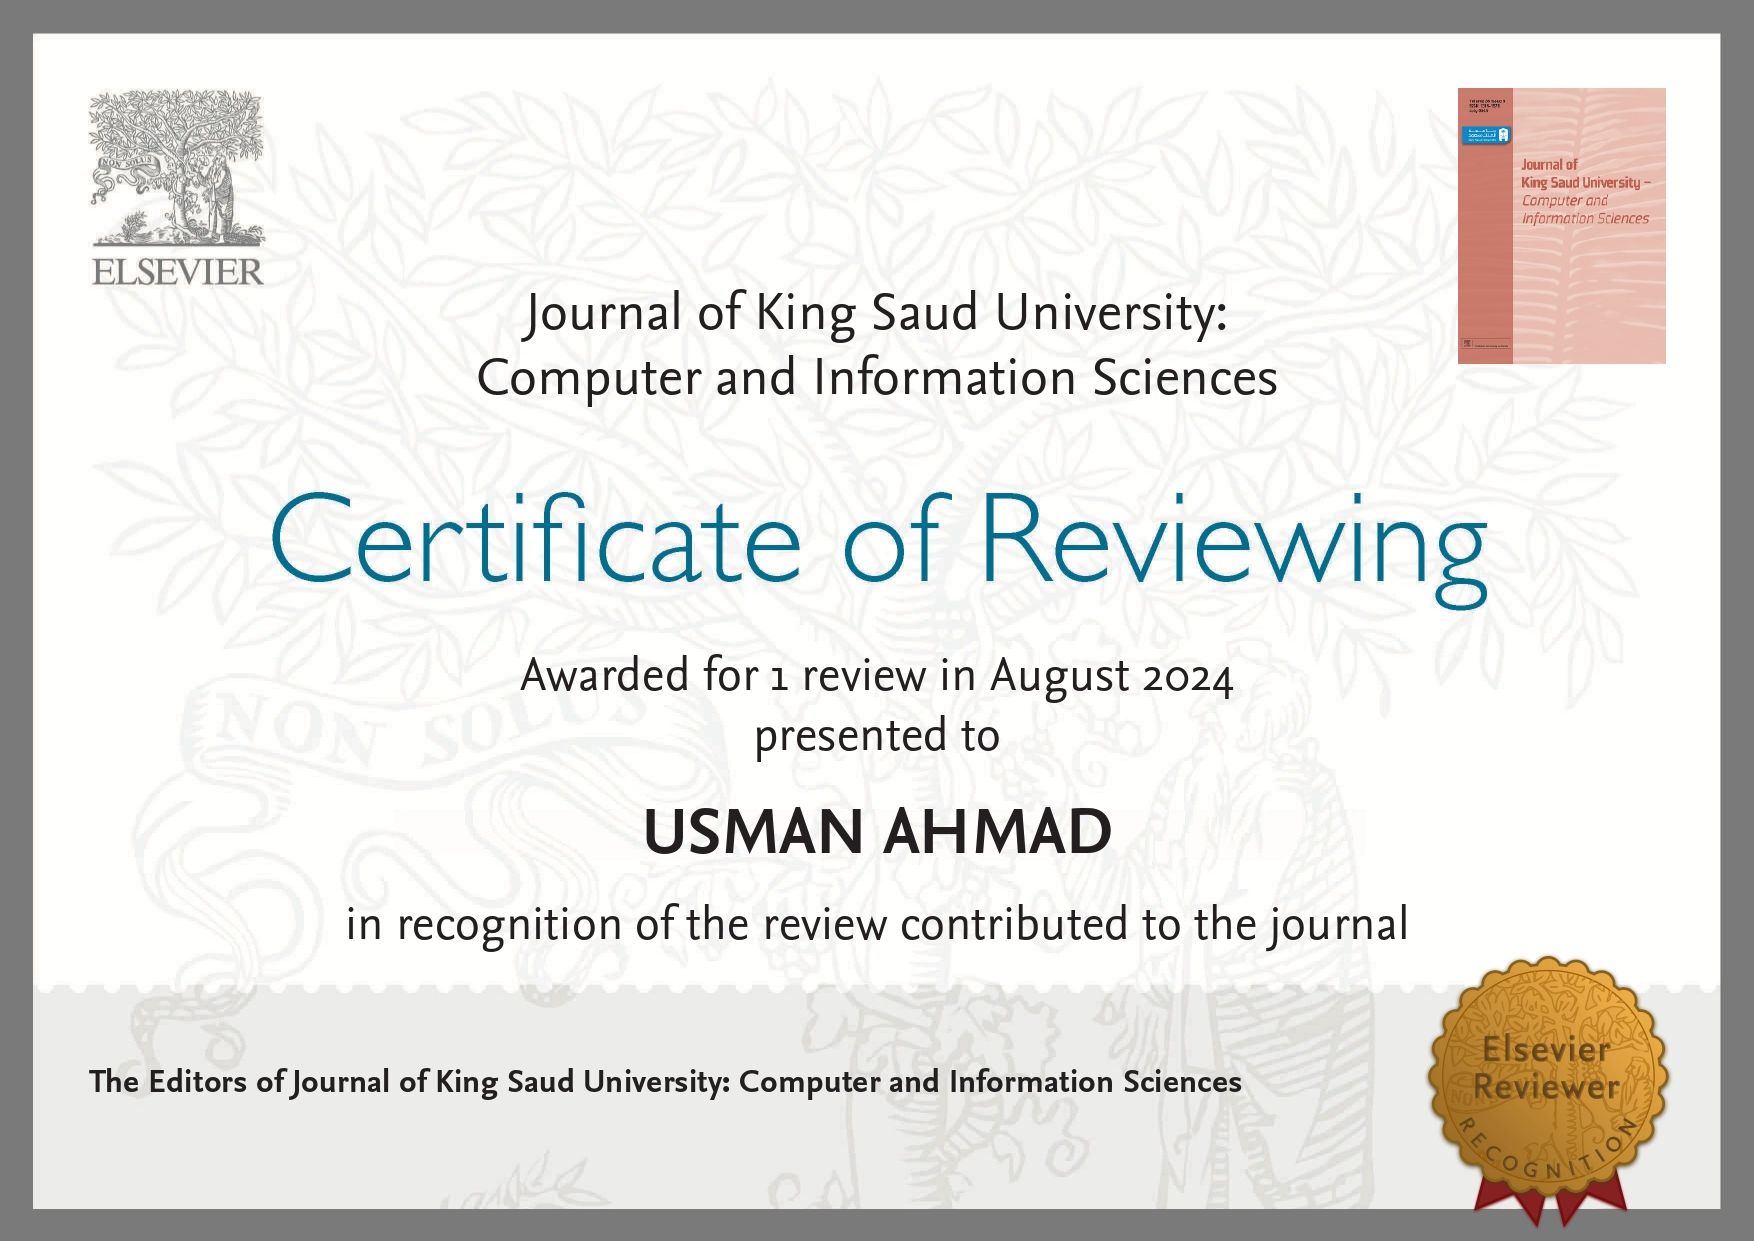 NON SOLUS
ELSEVIER
Journal of
King Saud University –
Computer and
Information Sciences
Journal of King Saud University:
Computer and Information Sciences
Certificate of Reviewing
Awarded for 1 review in August 2024
presented to
NON SOLUS
USMAN AHMAD
in recognition of the review contributed to the journal
The Editors of Journal of King Saud University: Computer and Information Sciences
Elsevier
Reviewer
RECOGNITION